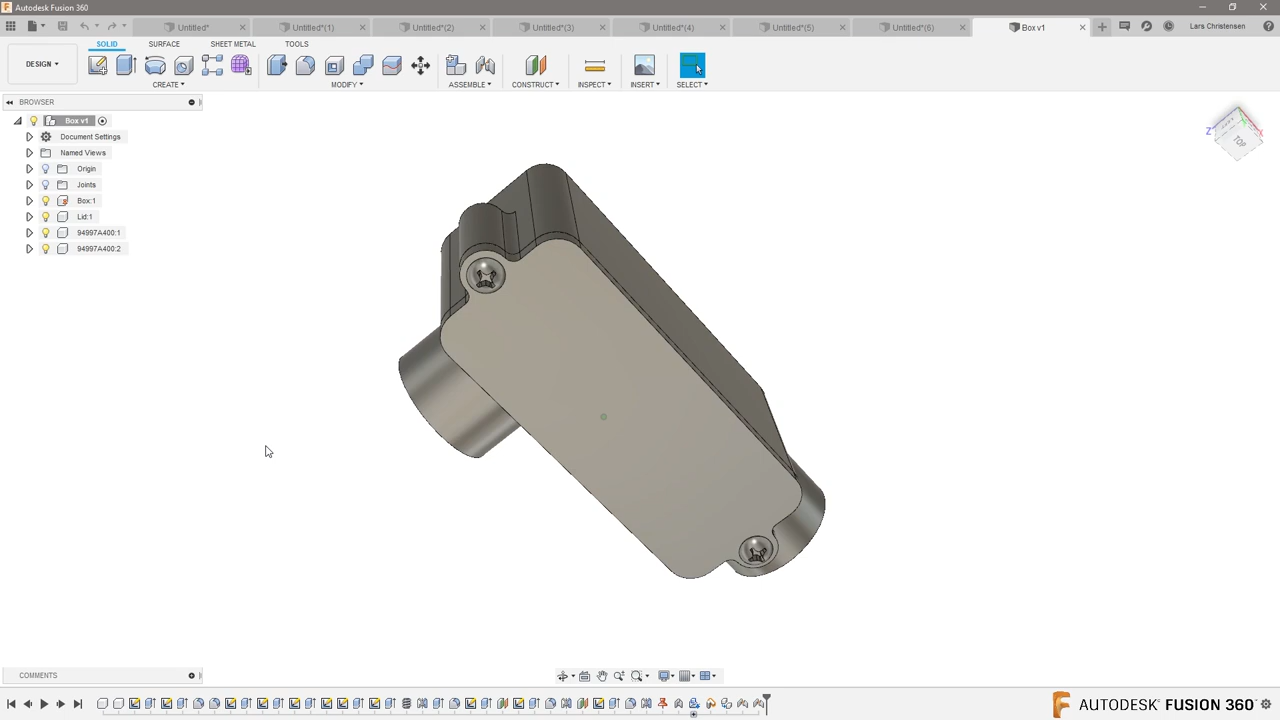 Autodesk Fusion 360
Untitled* Untitled*(1) Untitled*(2) Untitled*(3) Untitled*(4) Untitled*(5) Untitled*(6) Box v1 Lars Christensen
SOLID SURFACE SHEET METAL TOOLS
DESIGN
CREATE MODIFY ASSEMBLE CONSTRUCT INSPECT INSERT SELECT
BROWSER
Box v1
Document Settings
Named Views
Origin
Joints
Box:1
Lid:1
94997A400:1
94997A400:2
Z
TOP
COMMENTS
AUTODESK FUSION 360